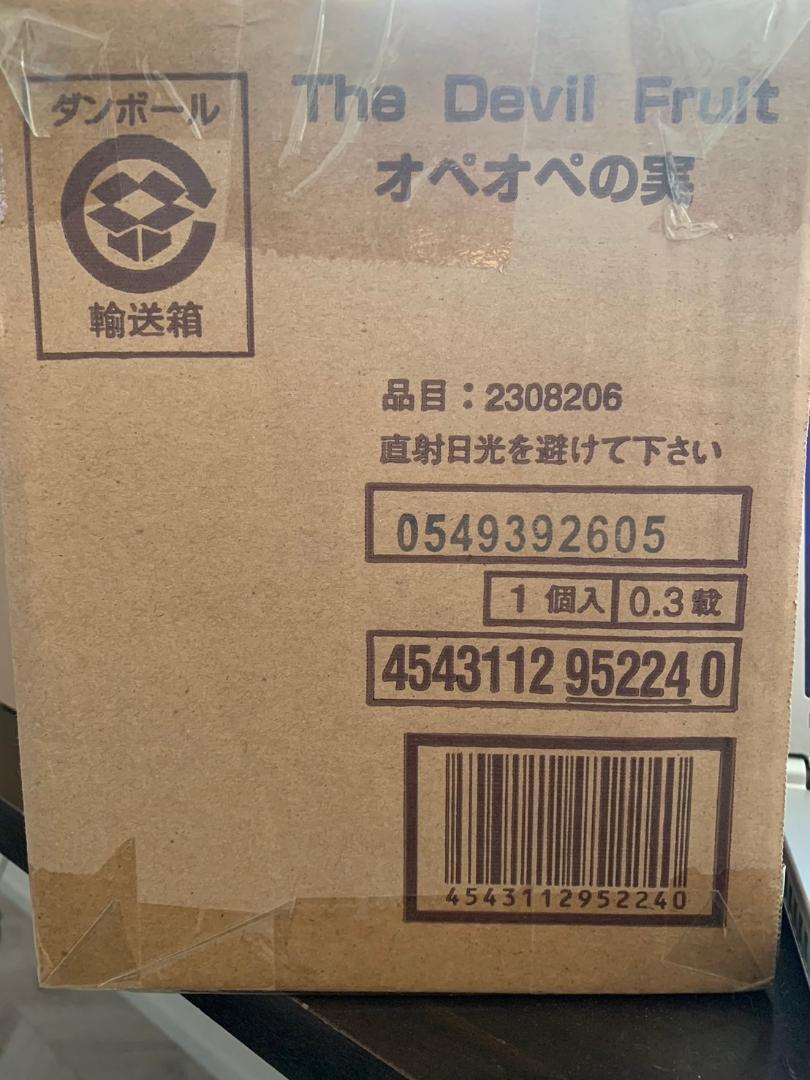 ダンボール
輸送箱
The Devil Fruit
オペオペの実
品目：2308206
直射日光を避けて下さい
0549392605
1 個入 0.3 載
4543112 95224 0
4543112952240